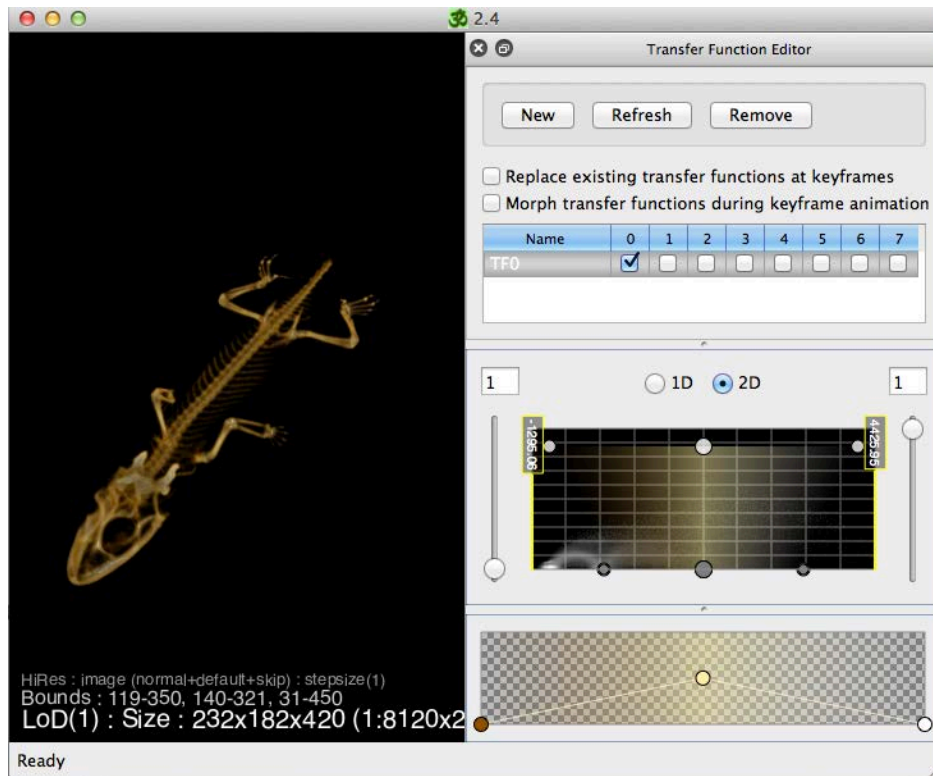 ॐ 2.4
Transfer Function Editor
New Refresh Remove
Replace existing transfer functions at keyframes
Morph transfer functions during keyframe animation
Name 0 1 2 3 4 5 6 7
TF0
1 1D 2D 1
-1295.06 4425.95
HiRes : image (normal+default+skip) : stepsize(1)
Bounds : 119-350, 140-321, 31-450
LoD(1) : Size : 232x182x420 (1:8120x2
Ready